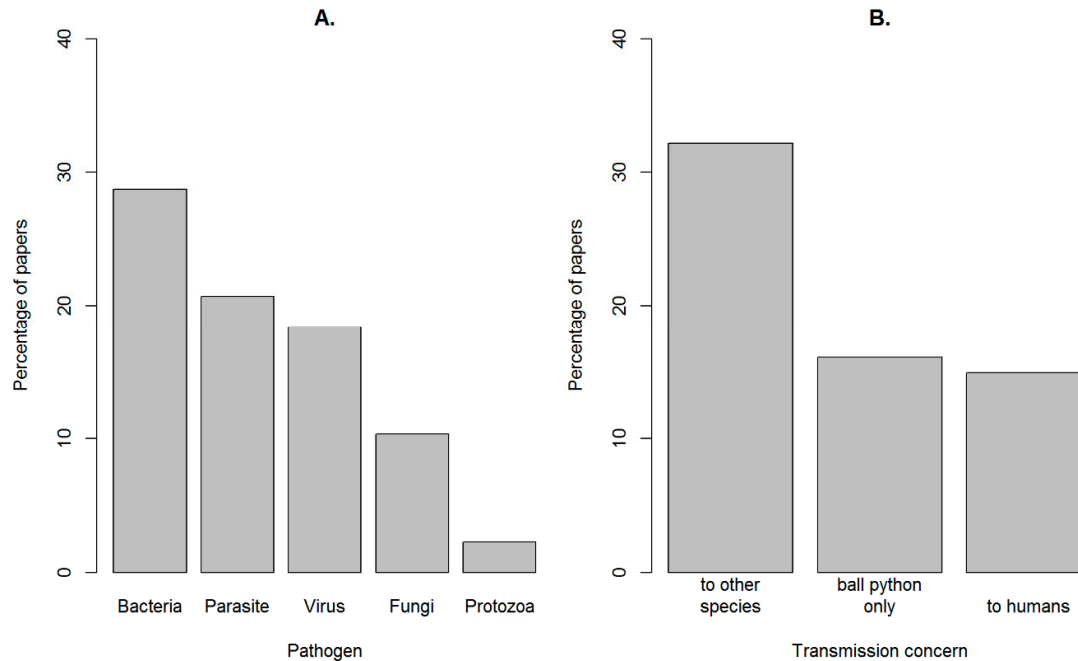 A.
Percentage of papers
40
30
20
10
0
Bacteria Parasite Virus Fungi Protozoa
Pathogen
B.
Percentage of papers
40
30
20
10
0
to other ball python
species only to humans
Transmission concern